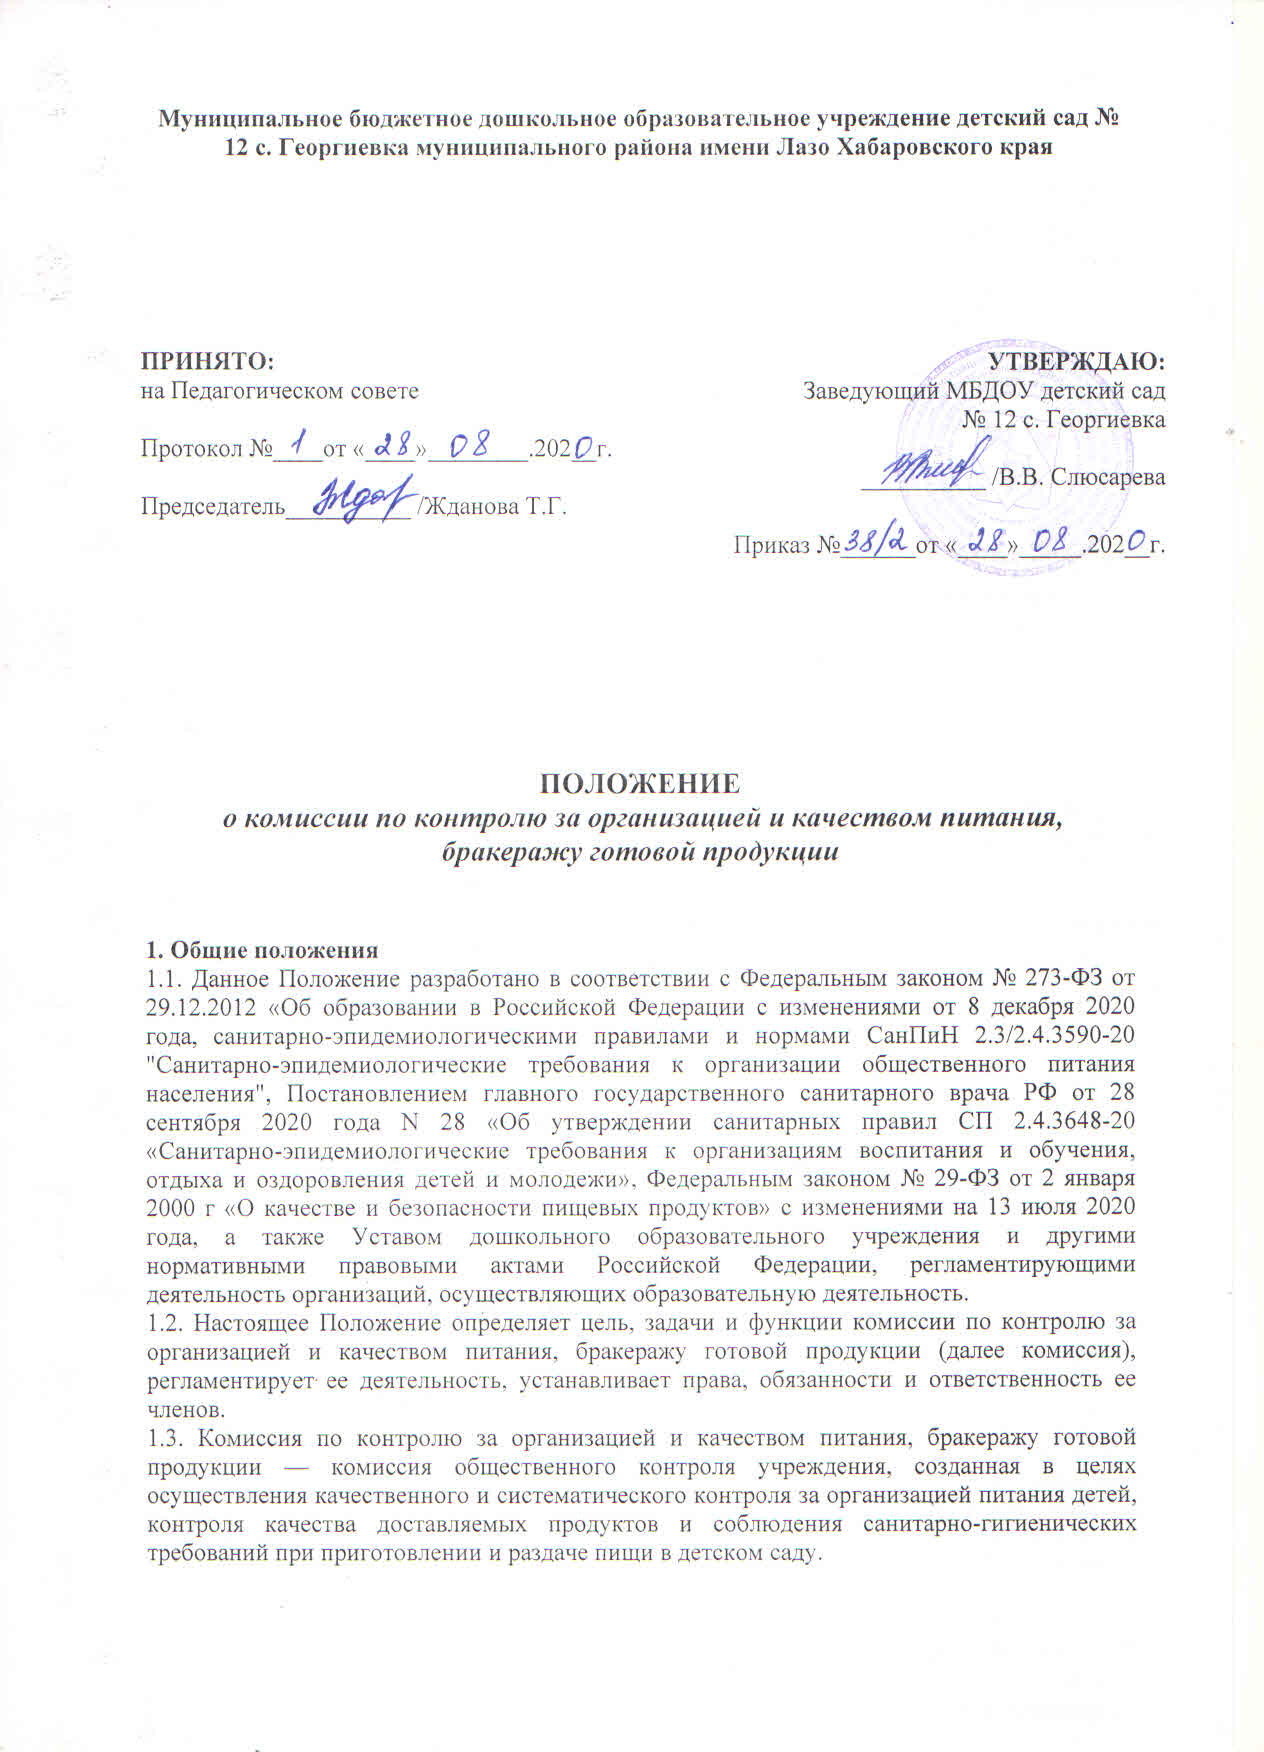 Муниципальное бюджетное дошкольное образовательное учреждение детский сад №
12 с. Георгиевка муниципального района имени Лазо Хабаровского края
ПРИНЯТО:
на Педагогическом совете
Протокол № 1 от « 28 » 08 .2020 г.
Председатель__________ /Жданова Т.Г.
УТВЕРЖДАЮ:
Заведующий МБДОУ детский сад
№ 12 с. Георгиевка
__________ /В.В. Слюсарева
Приказ № 38/2 от « 28 » 08 .2020 г.
ПОЛОЖЕНИЕ
о комиссии по контролю за организацией и качеством питания,
бракеражу готовой продукции
1. Общие положения
1.1. Данное Положение разработано в соответствии с Федеральным законом № 273-ФЗ от
29.12.2012 «Об образовании в Российской Федерации с изменениями от 8 декабря 2020
года, санитарно-эпидемиологическими правилами и нормами СанПиН 2.3/2.4.3590-20
"Санитарно-эпидемиологические требования к организации общественного питания
населения", Постановлением главного государственного санитарного врача РФ от 28
сентября 2020 года N 28 «Об утверждении санитарных правил СП 2.4.3648-20
«Санитарно-эпидемиологические требования к организациям воспитания и обучения,
отдыха и оздоровления детей и молодежи», Федеральным законом № 29-ФЗ от 2 января
2000 г «О качестве и безопасности пищевых продуктов» с изменениями на 13 июля 2020
года, а также Уставом дошкольного образовательного учреждения и другими
нормативными правовыми актами Российской Федерации, регламентирующими
деятельность организаций, осуществляющих образовательную деятельность.
1.2. Настоящее Положение определяет цель, задачи и функции комиссии по контролю за
организацией и качеством питания, бракеражу готовой продукции (далее комиссия),
регламентирует ее деятельность, устанавливает права, обязанности и ответственность ее
членов.
1.3. Комиссия по контролю за организацией и качеством питания, бракеражу готовой
продукции — комиссия общественного контроля учреждения, созданная в целях
осуществления качественного и систематического контроля за организацией питания детей,
контроля качества доставляемых продуктов и соблюдения санитарно-гигиенических
требований при приготовлении и раздаче пищи в детском саду.